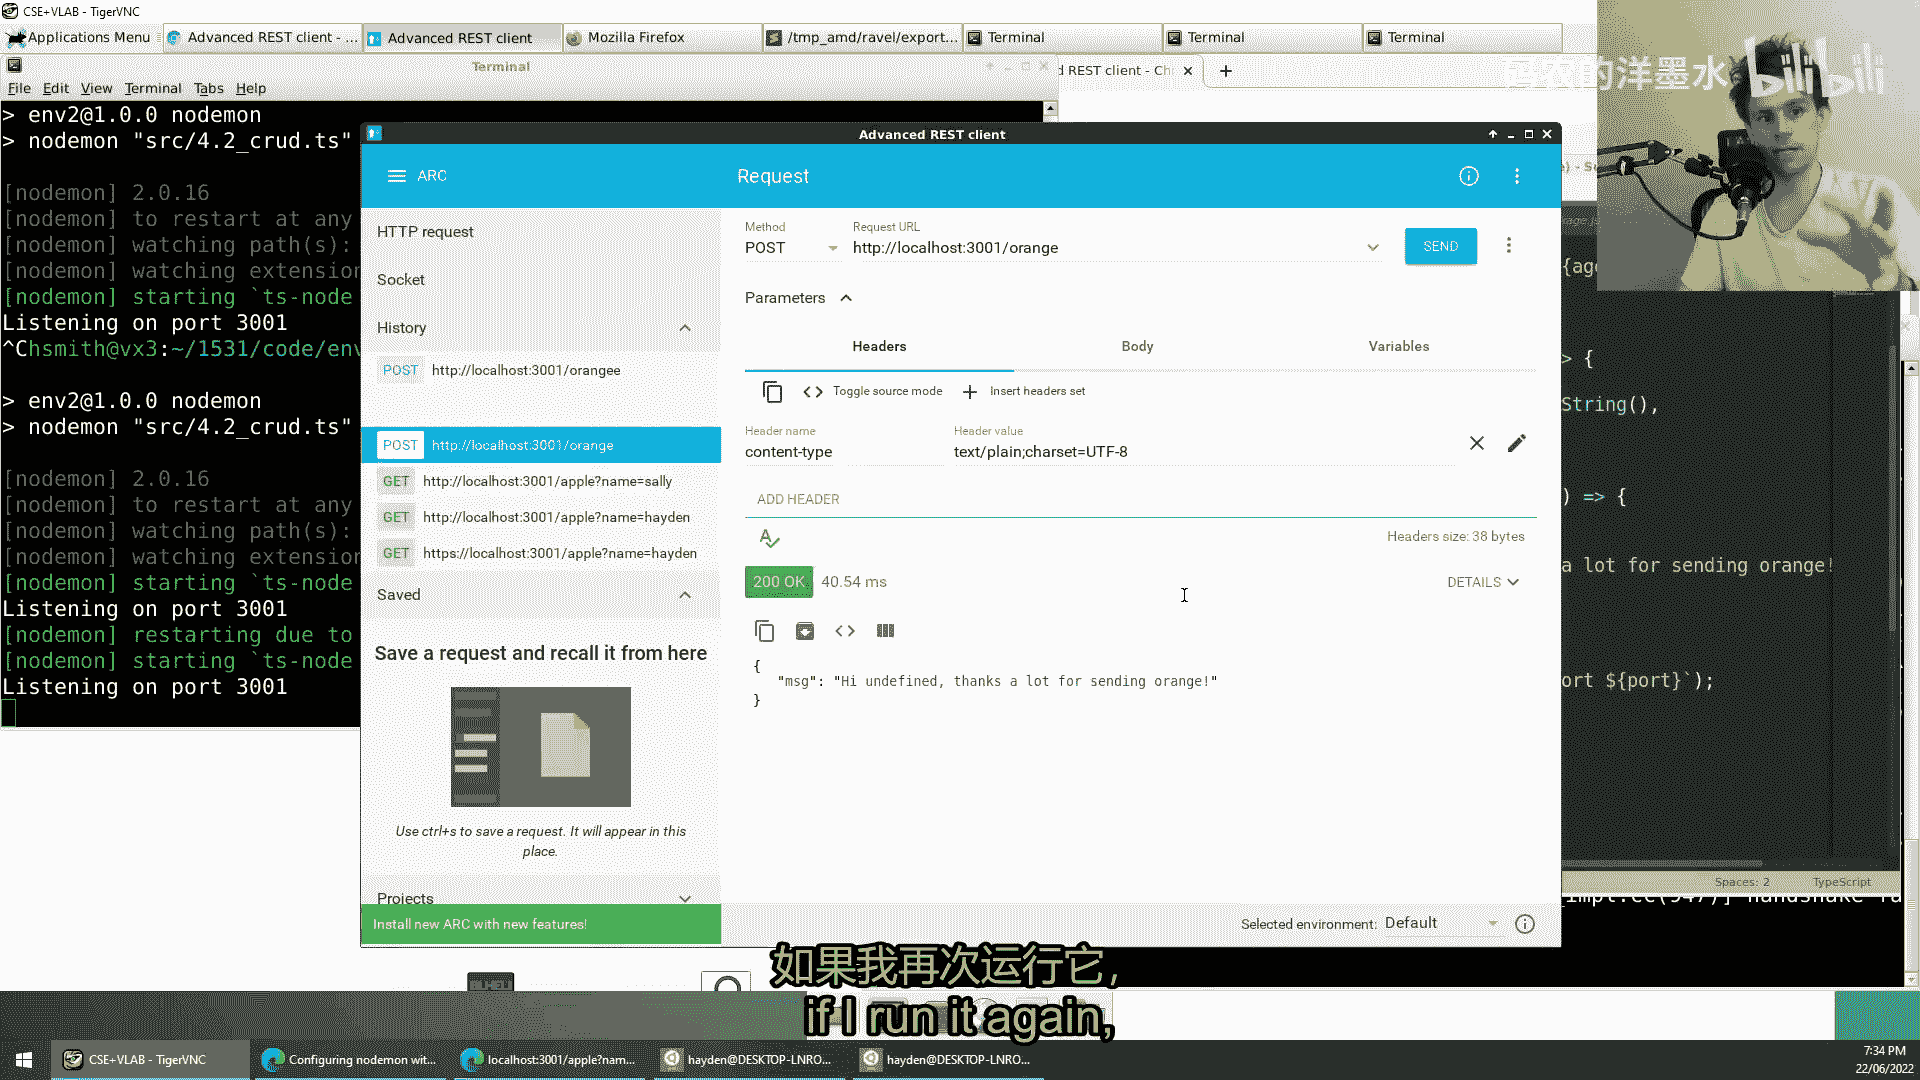 CSE+VLAB - TigerVNC
Applications Menu
Advanced REST client - ...
Advanced REST client
Mozilla Firefox
/tmp_amd/ravel/export...
Terminal
Terminal
Terminal
Terminal
File Edit View Terminal Tabs Help
d REST client - Ch
码农的洋墨水 bilibili
> env2@1.0.0 nodemon
> nodemon "src/4.2_crud.ts"
[nodemon] 2.0.16
[nodemon] to restart at any
[nodemon] watching path(s):
[nodemon] watching extension
[nodemon] starting `ts-node
Listening on port 3001
^Chsmith@vx3:~/1531/code/env
> env2@1.0.0 nodemon
> nodemon "src/4.2_crud.ts"
[nodemon] 2.0.16
[nodemon] to restart at any
[nodemon] watching path(s):
[nodemon] watching extension
[nodemon] starting `ts-node
Listening on port 3001
[nodemon] restarting due to
[nodemon] starting `ts-node
Listening on port 3001
Advanced REST client
ARC
Request
HTTP request
Socket
History
POST http://localhost:3001/orangee
POST http://localhost:3001/orange
GET http://localhost:3001/apple?name=sally
GET http://localhost:3001/apple?name=hayden
GET https://localhost:3001/apple?name=hayden
Saved
Save a request and recall it from here
Use ctrl+s to save a request. It will appear in this
place.
Projects
Install new ARC with new features!
Method
POST
Request URL
http://localhost:3001/orange
SEND
Parameters
Headers
Body
Variables
Toggle source mode
Insert headers set
Header name
content-type
Header value
text/plain;charset=UTF-8
ADD HEADER
Headers size: 38 bytes
200 OK 40.54 ms
DETAILS
{
"msg": "Hi undefined, thanks a lot for sending orange!"
}
Selected environment: Default
> {
String(),
) => {
a lot for sending orange!
ort ${port}`);
Spaces: 2
TypeScript
如果我再次运行它，
if I run it again,
CSE+VLAB - TigerVNC
Configuring nodemon wit...
localhost:3001/apple?nam...
hayden@DESKTOP-LNRO...
hayden@DESKTOP-LNRO...
7:34 PM
22/06/2022